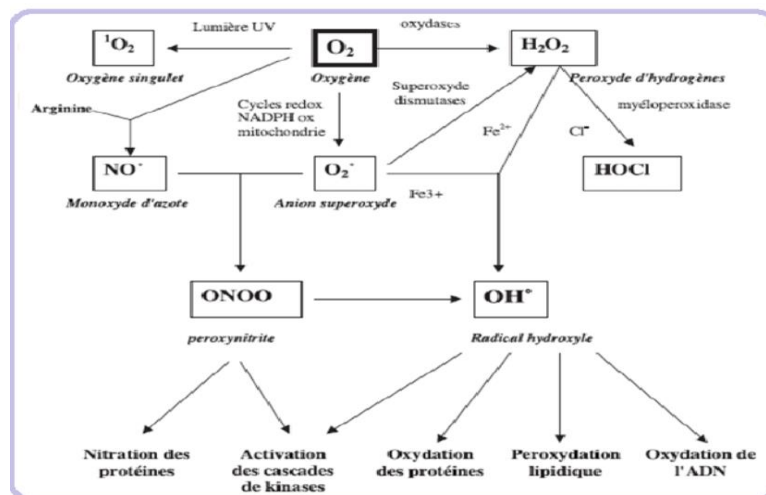 Lumière UV
oxydases
¹O₂
O₂
H₂O₂
Oxygène singulet
Oxygène
Peroxyde d'hydrogènes
Arginine
Cycles redox
NADPH ox
mitochondrie
Superoxyde
dismutases
myéloperoxidase
Fe²⁺
Cl⁻
NO·
O₂·
HOCl
Monoxyde d'azote
Anion superoxyde
Fe3+
ONOO
OH°
peroxynitrite
Radical hydroxyle
Nitration des
protéines
Activation
des cascades
de kinases
Oxydation
des protéines
Peroxydation
lipidique
Oxydation de
l'ADN